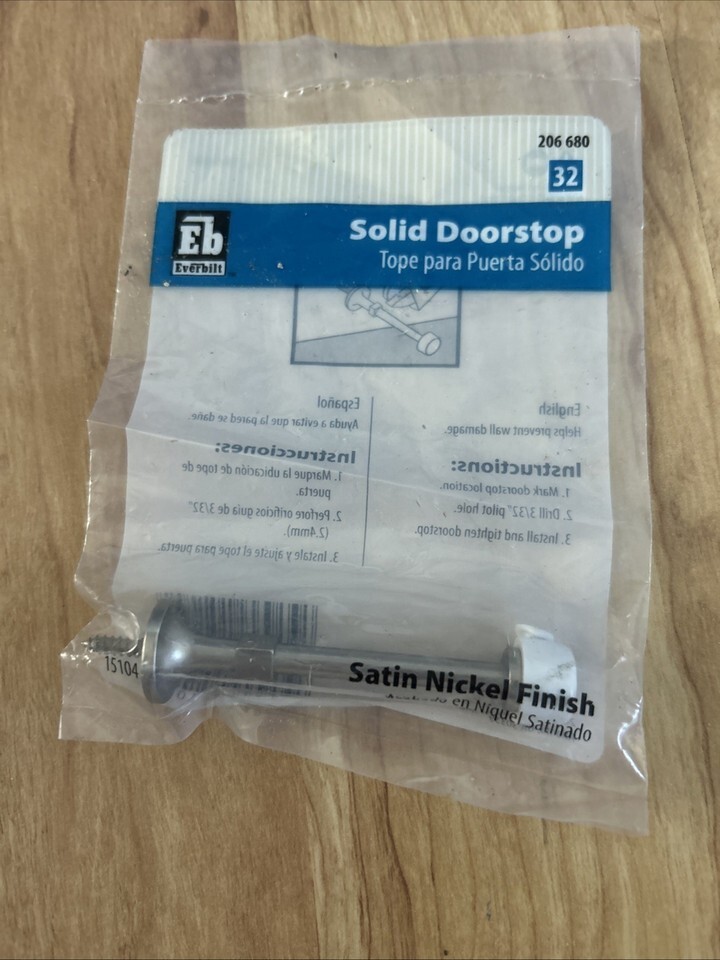 206 680
32
Eb
Everbilt
Solid Doorstop
Tope para Puerta Sólido
English
Helps prevent wall damage.
Instructions:
1. Mark doorstop location.
2. Drill 3/32" pilot hole.
3. Install and tighten doorstop.
Español
Ayuda a evitar que la pared se dañe.
Instrucciones:
1. Marque la ubicación de tope de
puerta.
2. Perfore orificios de guía de 3/32"
(2.4mm).
3. Instale y ajuste el tope para puerta.
15104
Satin Nickel Finish
en Níquel Satinado